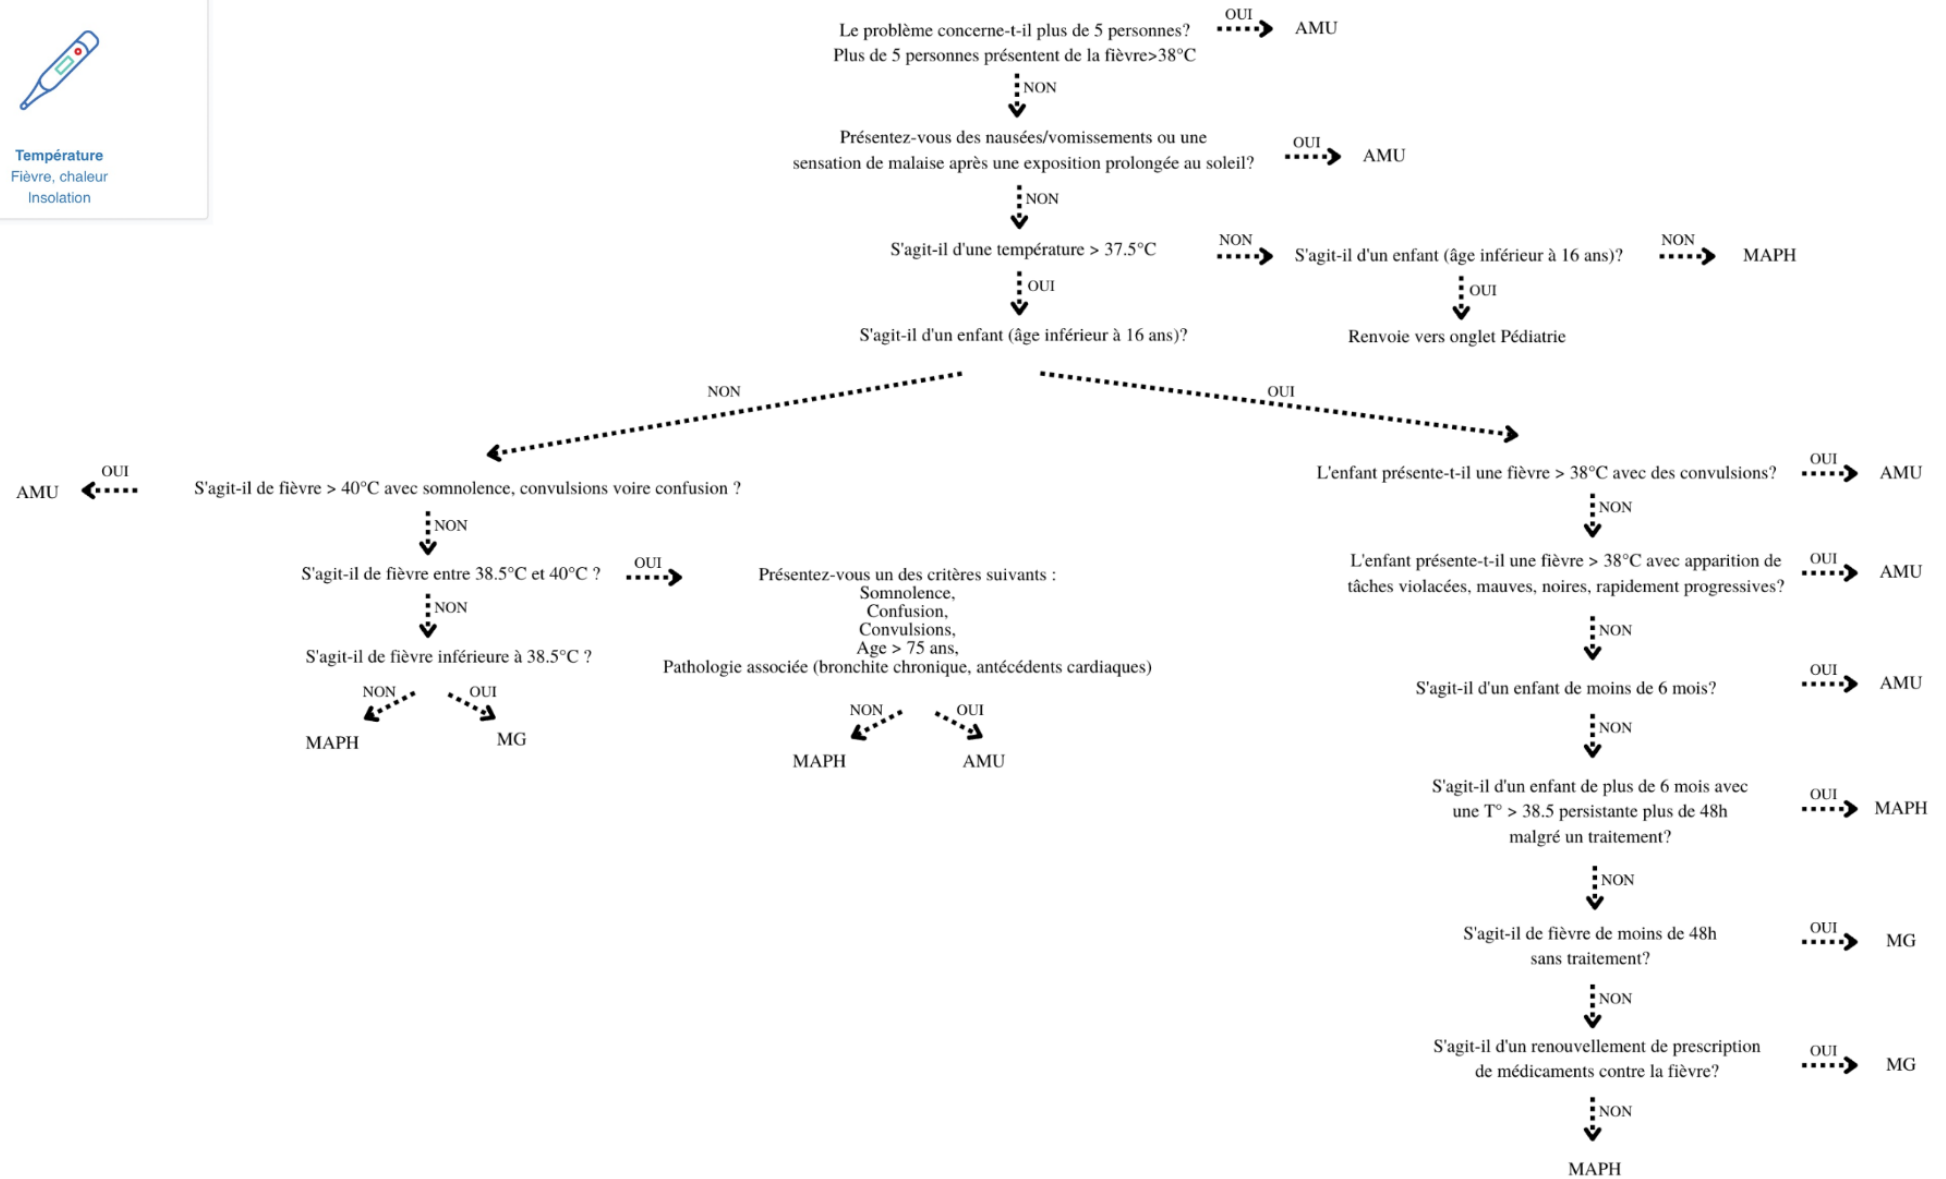 Température
Fièvre, chaleur
Insolation
Le problème concerne-t-il plus de 5 personnes?
Plus de 5 personnes présentent de la fièvre>38°C
OUI
AMU
NON
Présentez-vous des nausées/vomissements ou une
sensation de malaise après une exposition prolongée au soleil?
OUI
AMU
NON
S'agit-il d'une température > 37.5°C
NON
S'agit-il d'un enfant (âge inférieur à 16 ans)?
NON
MAPH
OUI
Renvoie vers onglet Pédiatrie
OUI
S'agit-il d'un enfant (âge inférieur à 16 ans)?
NON
OUI
S'agit-il de fièvre > 40°C avec somnolence, convulsions voire confusion ?
OUI
AMU
NON
S'agit-il de fièvre entre 38.5°C et 40°C ?
OUI
Présentez-vous un des critères suivants :
Somnolence,
Confusion,
Convulsions,
Age > 75 ans,
Pathologie associée (bronchite chronique, antécédents cardiaques)
NON
OUI
MAPH
AMU
NON
S'agit-il de fièvre inférieure à 38.5°C ?
NON
OUI
MAPH
MG
L'enfant présente-t-il une fièvre > 38°C avec des convulsions?
OUI
AMU
NON
L'enfant présente-t-il une fièvre > 38°C avec apparition de
tâches violacées, mauves, noires, rapidement progressives?
OUI
AMU
NON
S'agit-il d'un enfant de moins de 6 mois?
OUI
AMU
NON
S'agit-il d'un enfant de plus de 6 mois avec
une T° > 38.5 persistante plus de 48h
malgré un traitement?
OUI
MAPH
NON
S'agit-il de fièvre de moins de 48h
sans traitement?
OUI
MG
NON
S'agit-il d'un renouvellement de prescription
de médicaments contre la fièvre?
OUI
MG
NON
MAPH